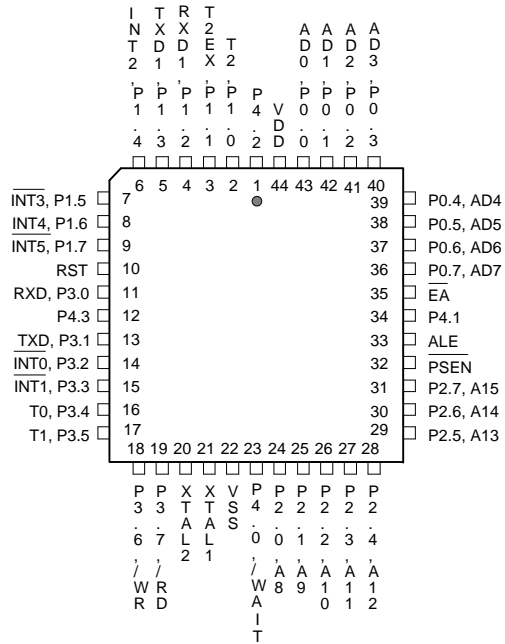 INT2, P1.4
TXD1, P1.3
RXD1, P1.2
T2EX, P1.1
T2, P1.0
P4.2
VDD
AD0, P0.0
AD1, P0.1
AD2, P0.2
AD3, P0.3
6 5 4 3 2 1 44 43 42 41 40
INT3, P1.5 7
INT4, P1.6 8
INT5, P1.7 9
RST 10
RXD, P3.0 11
P4.3 12
TXD, P3.1 13
INT0, P3.2 14
INT1, P3.3 15
T0, P3.4 16
T1, P3.5 17
39 P0.4, AD4
38 P0.5, AD5
37 P0.6, AD6
36 P0.7, AD7
35 EA
34 P4.1
33 ALE
32 PSEN
31 P2.7, A15
30 P2.6, A14
29 P2.5, A13
18 19 20 21 22 23 24 25 26 27 28
P3.6, /WR
P3.7, /RD
XTAL2
XTAL1
VSS
P4.0, /WAIT
P2.0, A8
P2.1, A9
P2.2, A10
P2.3, A11
P2.4, A12